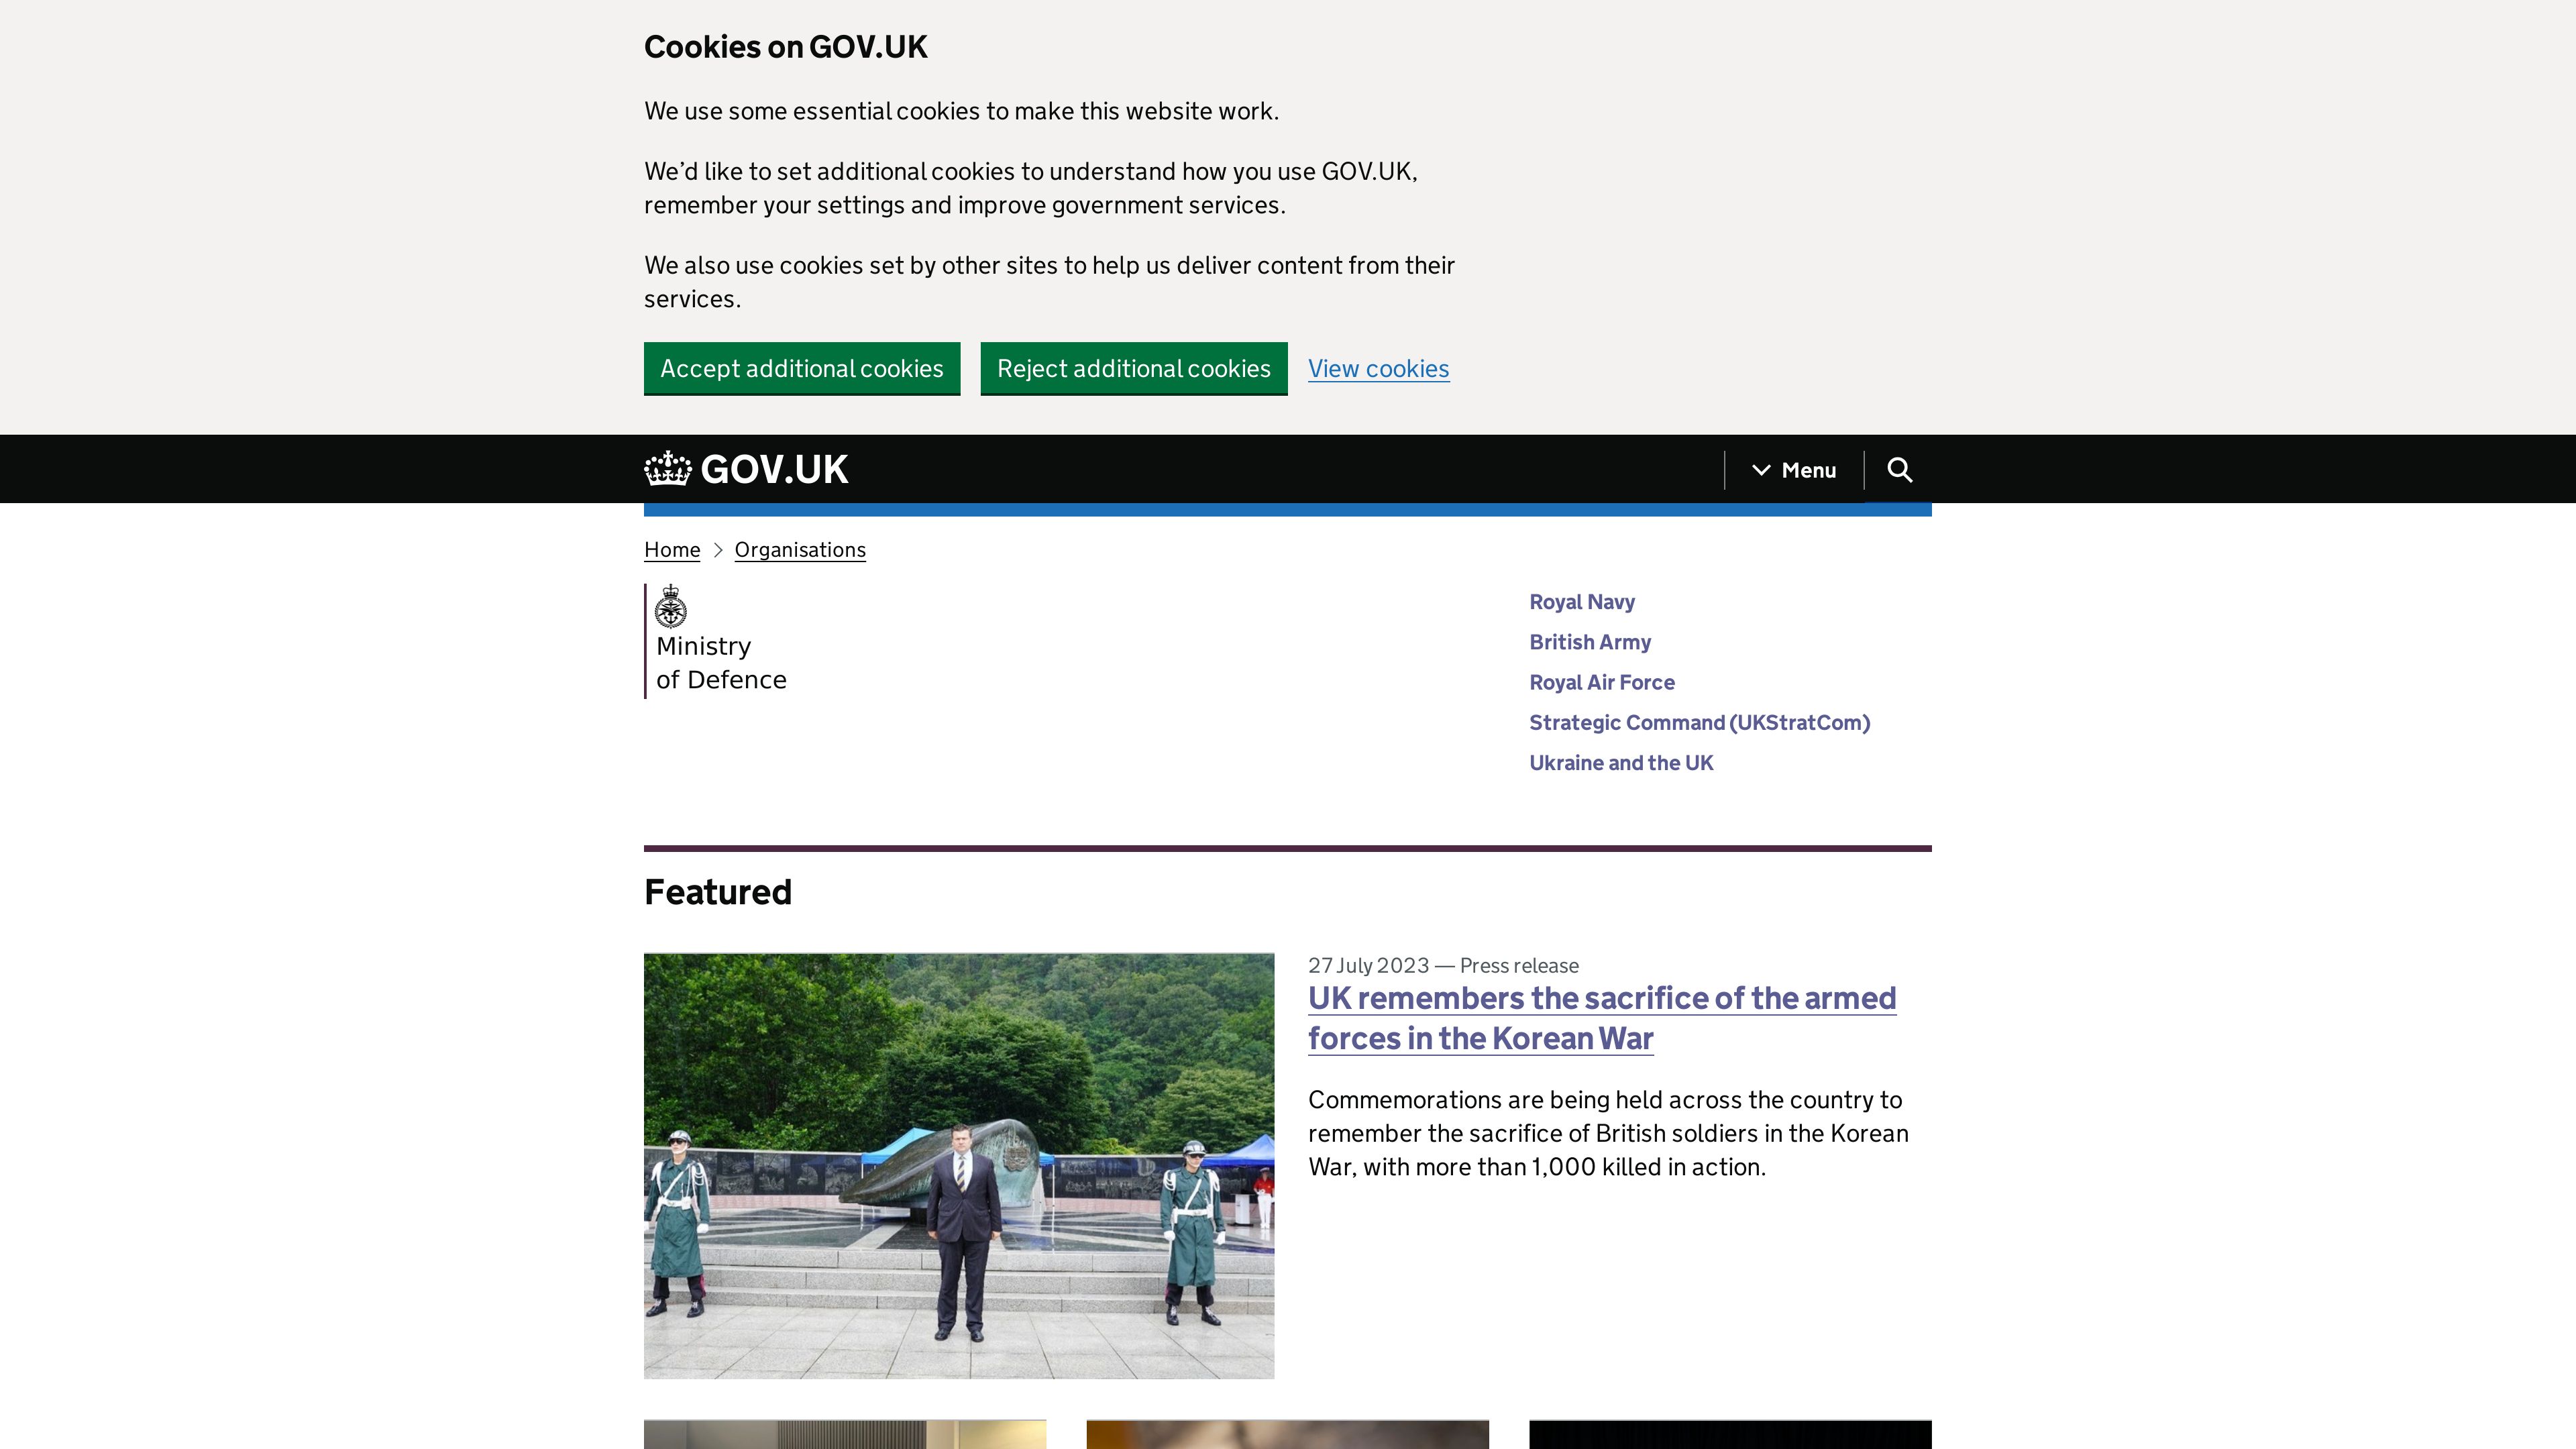 Cookies on GOV.UK
We use some essential cookies to make this website work.
We’d like to set additional cookies to understand how you use GOV.UK,
remember your settings and improve government services.
We also use cookies set by other sites to help us deliver content from their
services.
Accept additional cookies
Reject additional cookies
View cookies
GOV.UK
Menu
Home
Organisations
Ministry
of Defence
Royal Navy
British Army
Royal Air Force
Strategic Command (UKStratCom)
Ukraine and the UK
Featured
27 July 2023 — Press release
UK remembers the sacrifice of the armed
forces in the Korean War
Commemorations are being held across the country to
remember the sacrifice of British soldiers in the Korean
War, with more than 1,000 killed in action.